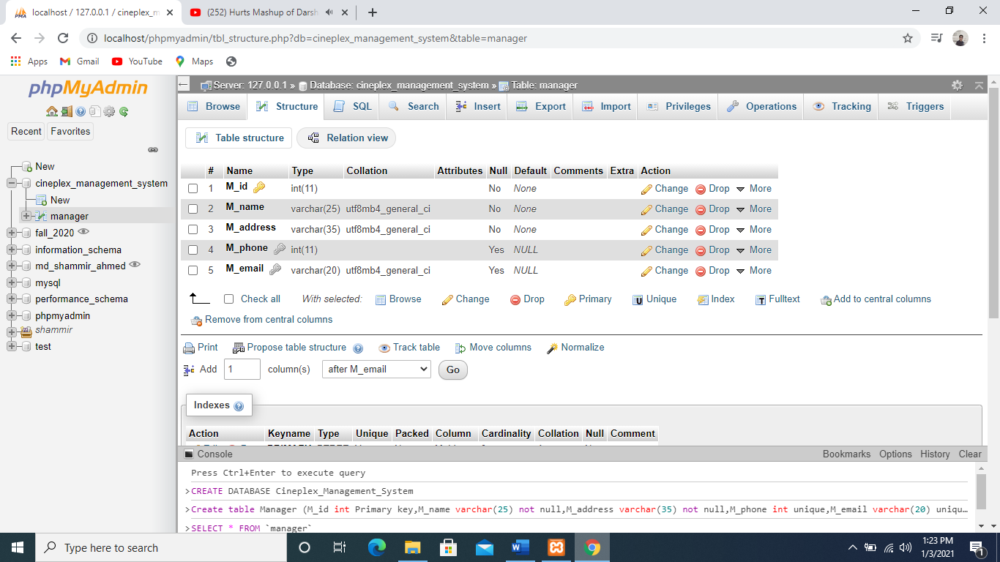 localhost / 127.0.0.1 / cineplex_m
(252) Hurts Mashup of Darsh
localhost/phpmyadmin/tbl_structure.php?db=cineplex_management_system&table=manager
Apps Gmail YouTube Maps
phpMyAdmin
Recent Favorites
New
cineplex_management_system
New
manager
fall_2020
information_schema
md_shammir_ahmed
mysql
performance_schema
phpmyadmin
shammir
test
Server: 127.0.0.1 » Database: cineplex_management_system » Table: manager
Browse Structure SQL Search Insert Export Import Privileges Operations Tracking Triggers
Table structure Relation view
# Name Type Collation Attributes Null Default Comments Extra Action
1 M_id int(11) No None Change Drop More
2 M_name varchar(25) utf8mb4_general_ci No None Change Drop More
3 M_address varchar(35) utf8mb4_general_ci No None Change Drop More
4 M_phone int(11) Yes NULL Change Drop More
5 M_email varchar(20) utf8mb4_general_ci Yes NULL Change Drop More
Check all With selected: Browse Change Drop Primary Unique Index Fulltext Add to central columns
Remove from central columns
Print Propose table structure Track table Move columns Normalize
Add 1 column(s) after M_email Go
Indexes
Action Keyname Type Unique Packed Column Cardinality Collation Null Comment
Console Bookmarks Options History Clear
Press Ctrl+Enter to execute query
>CREATE DATABASE Cineplex_Management_System
>Create table Manager (M_id int Primary key,M_name varchar(25) not null,M_address varchar(35) not null,M_phone int unique,M_email varchar(20) uniqu…
>SELECT * FROM `manager`
Type here to search
1:23 PM
1/3/2021
1